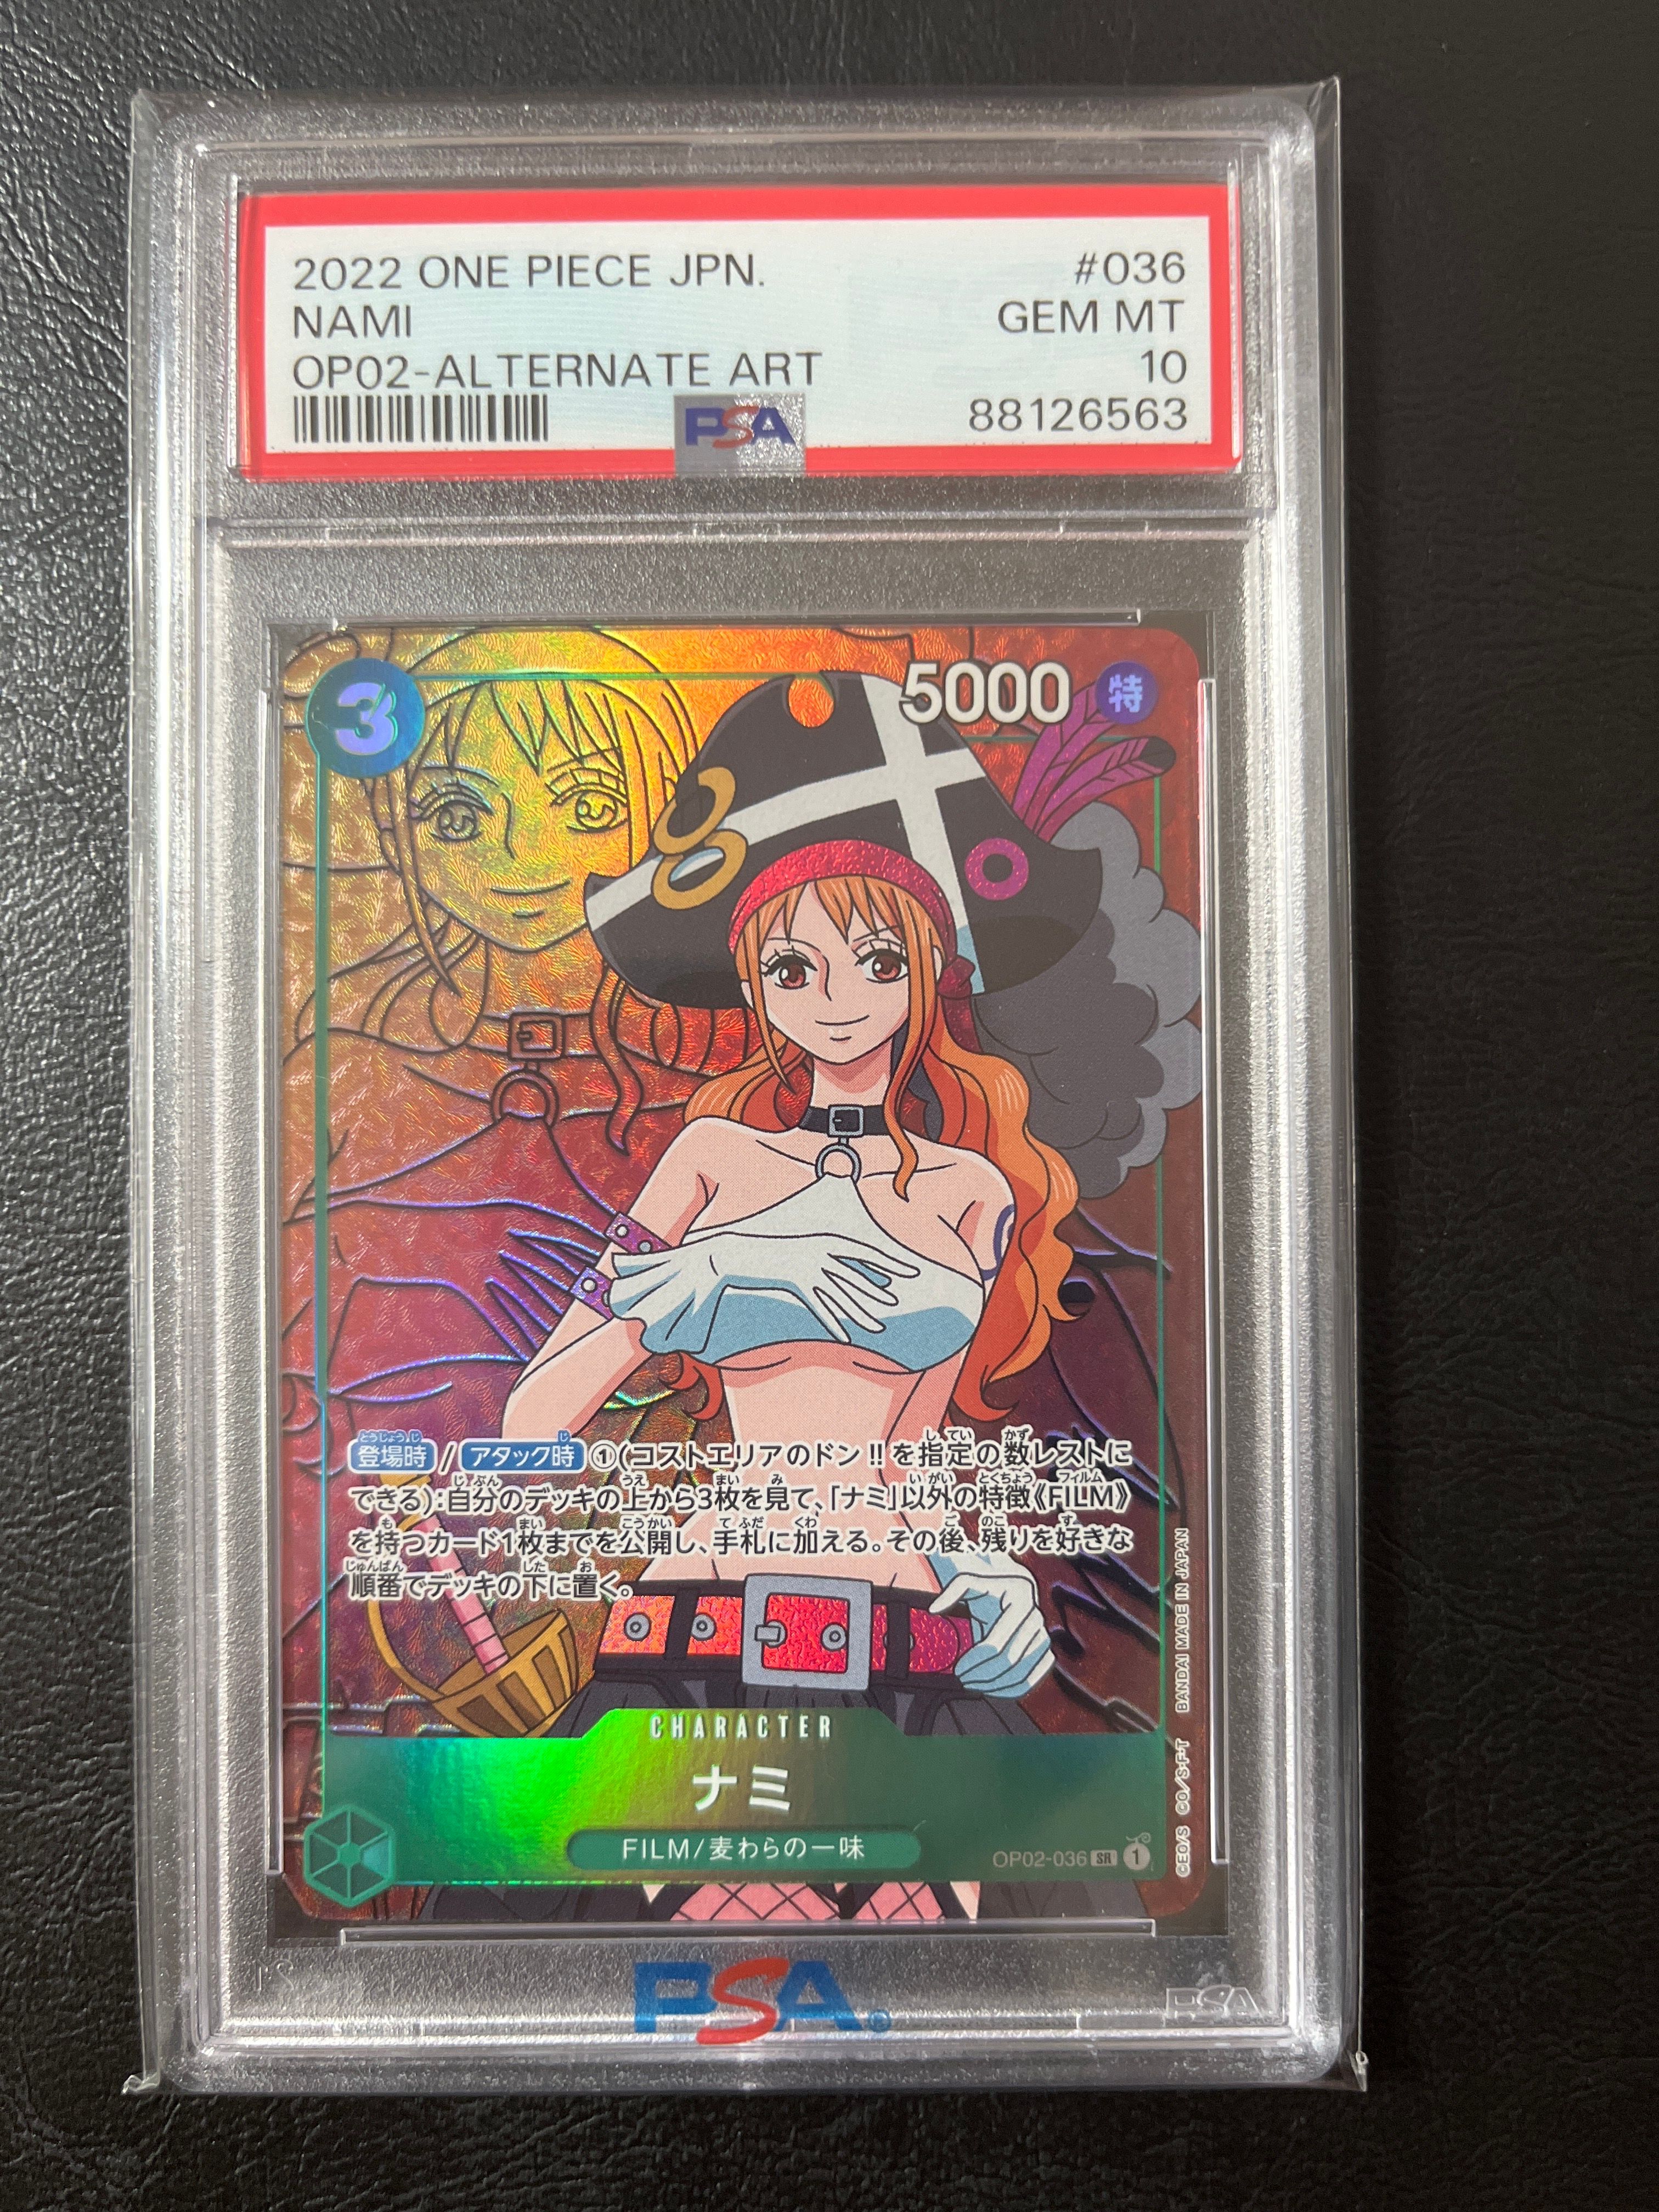 2022 ONE PIECE JPN. #036
NAMI GEM MT
OP02-ALTERNATE ART 10
PSA 88126563
3 5000 特
登場時 / アタック時 ①(コストエリアのドン!!を指定の数レストに
できる):自分のデッキの上から3枚を見て、「ナミ」以外の特徴《FILM》
を持つカード1枚までを公開し、手札に加える。その後、残りを好きな
順番でデッキの下に置く。
CHARACTER
ナミ
FILM/麦わらの一味
OP02-036 SR 1
©EO/S. ©O/S·F·T BANDAI MADE IN JAPAN
PSA
PSA